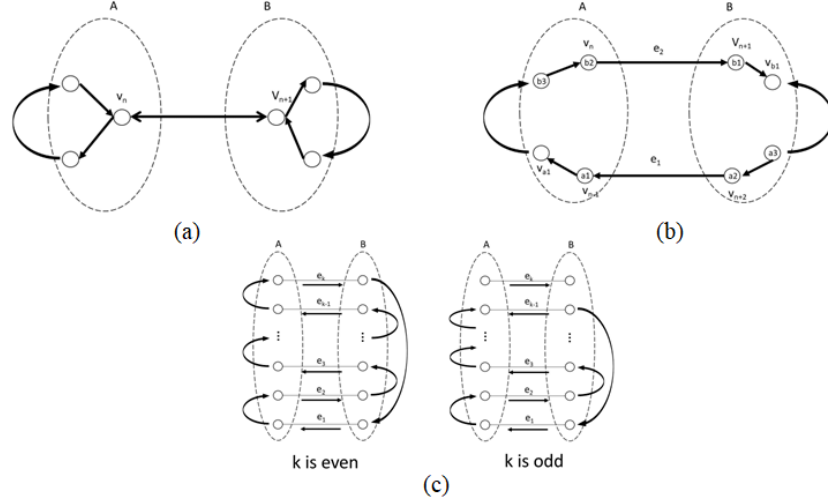 A B
v_n V_{n+1}
(a)
A B
v_n e_2 V_{n+1}
b2 b1 v_{b1}
b3
e_1 a3
v_{a1} a1 a2
v_{n-1} v_{n+2}
(b)
A B
e_k
e_{k-1}
⋮ ⋮
e_3
e_2
e_1
k is even
A B
e_k
e_{k-1}
⋮ ⋮
e_3
e_2
e_1
k is odd
(c)